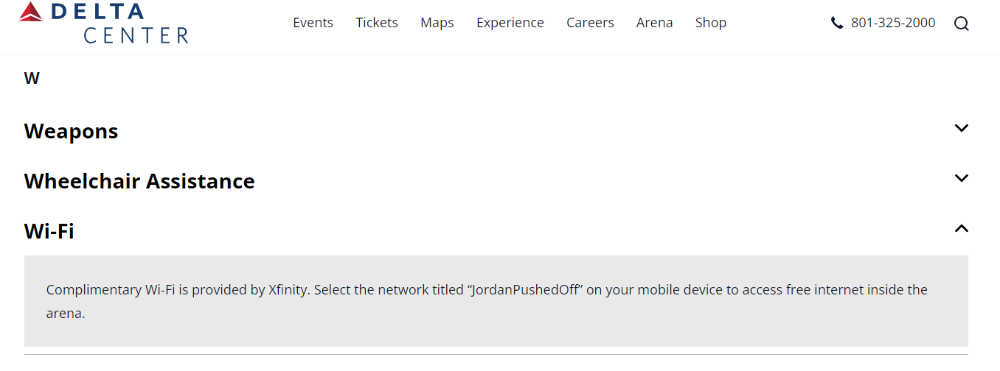 DELTA
CENTER
Events Tickets Maps Experience Careers Arena Shop 801-325-2000
W
Weapons
Wheelchair Assistance
Wi-Fi
Complimentary Wi-Fi is provided by Xfinity. Select the network titled “JordanPushedOff” on your mobile device to access free internet inside the
arena.